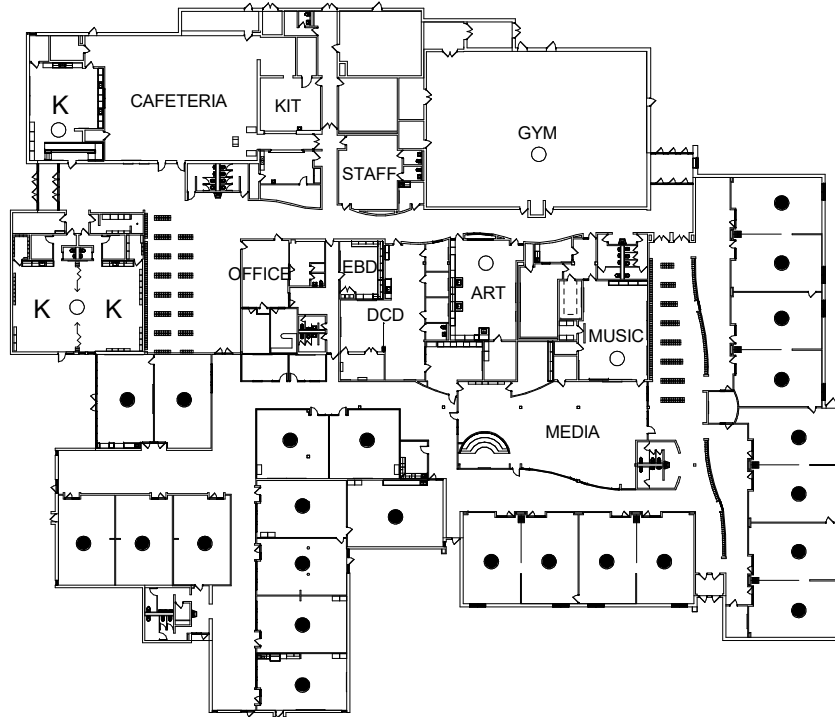 K
CAFETERIA
KIT
GYM
STAFF
OFFICE
EBD
ART
K
K
DCD
MUSIC
MEDIA